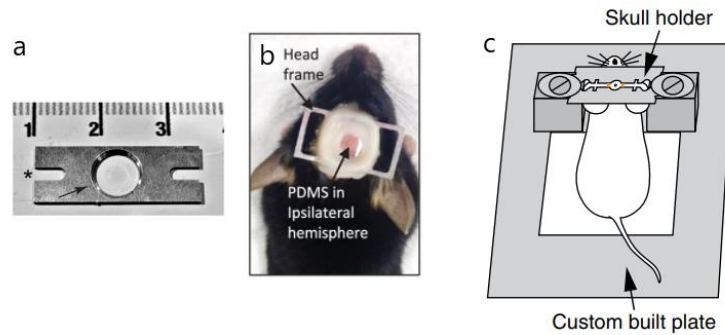 a
1
2
3
*
b
Head
frame
PDMS in
Ipsilateral
hemisphere
c
Skull holder
Custom built plate